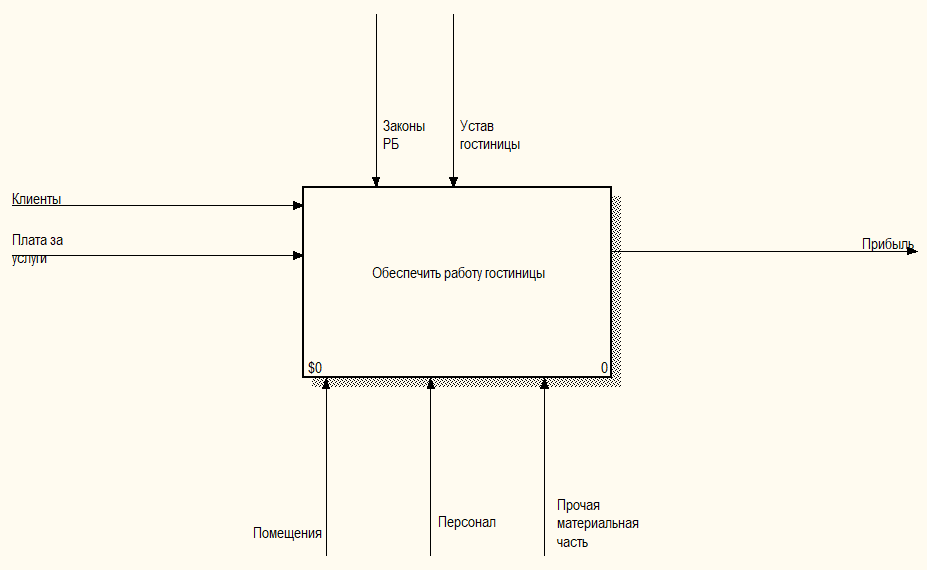 Законы
РБ
Устав
гостиницы
Клиенты
Плата за
услуги
Прибыль
Обеспечить работу гостиницы
$0
0
Помещения
Персонал
Прочая
материальная
часть